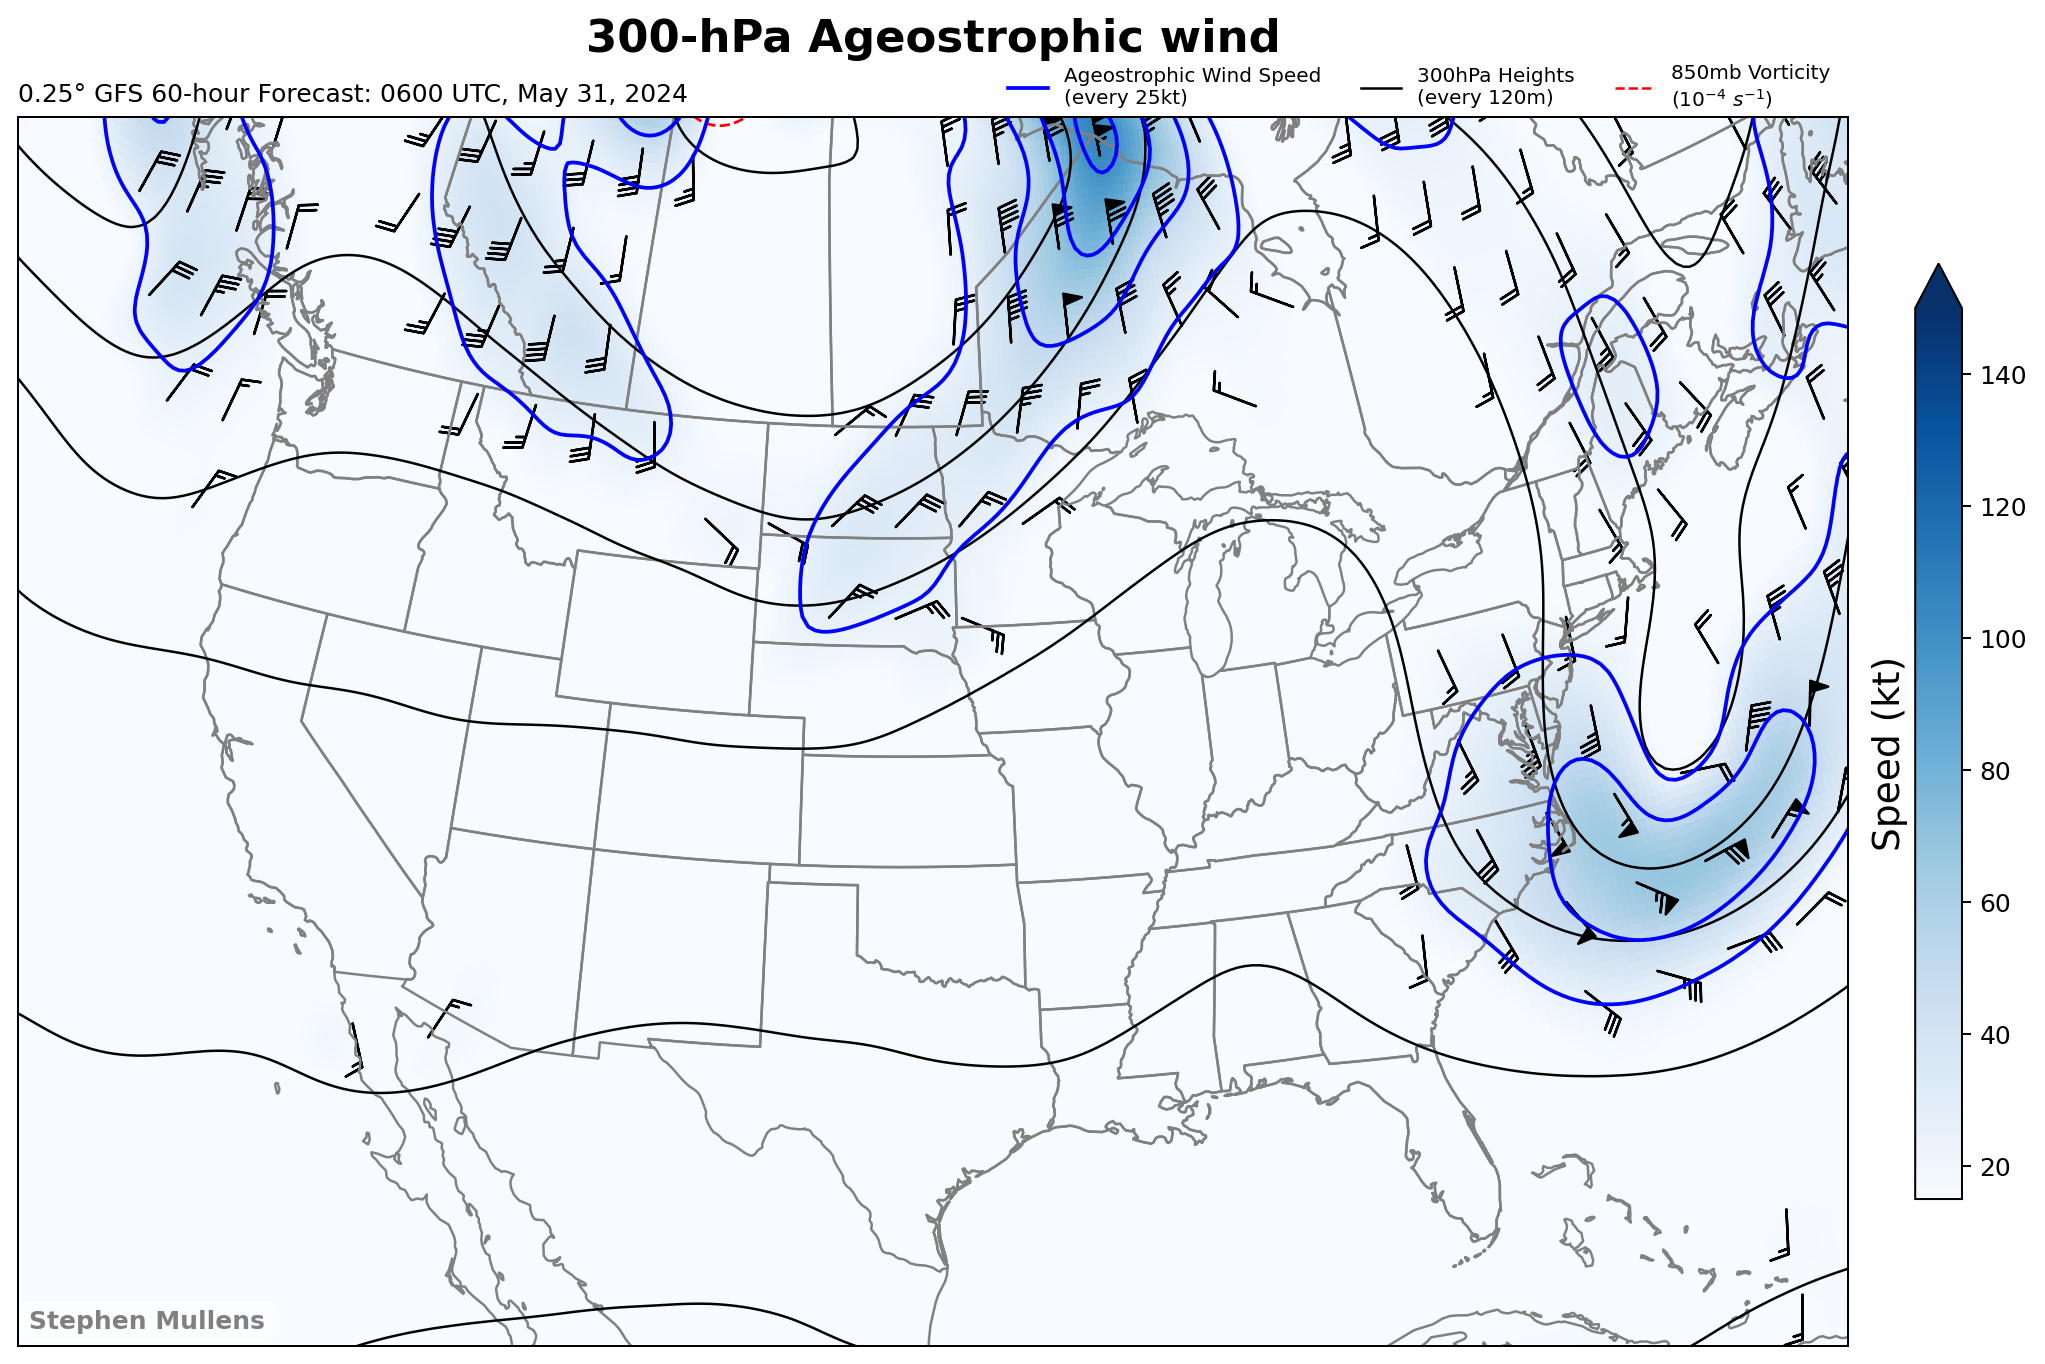 300-hPa Ageostrophic wind
0.25° GFS 60-hour Forecast: 0600 UTC, May 31, 2024
Ageostrophic Wind Speed
(every 25kt)
300hPa Heights
(every 120m)
850mb Vorticity
(10⁻⁴ s⁻¹)
140
120
100
80
60
40
20
Speed (kt)
Stephen Mullens